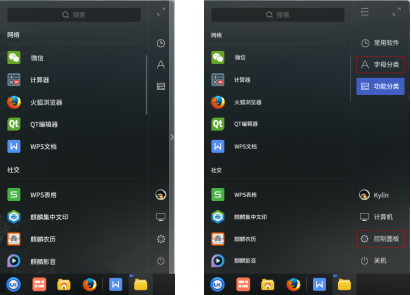 搜索
网络
微信
计算器
火狐浏览器
QT编辑器
WPS文档
社交
WPS表格
麒麟集中文印
麒麟农历
麒麟影音
搜索
网络
微信
计算器
火狐浏览器
QT编辑器
WPS文档
社交
WPS表格
麒麟集中文印
麒麟农历
麒麟影音
常用软件
字母分类
功能分类
Kylin
计算机
控制面板
关机